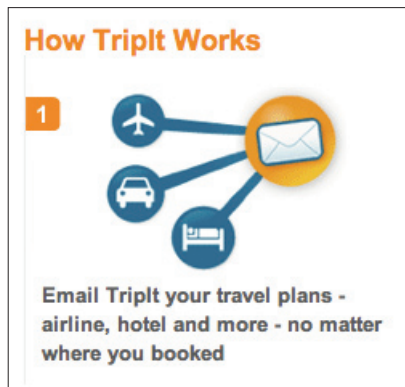 How TripIt Works
1
Email TripIt your travel plans -
airline, hotel and more - no matter
where you booked